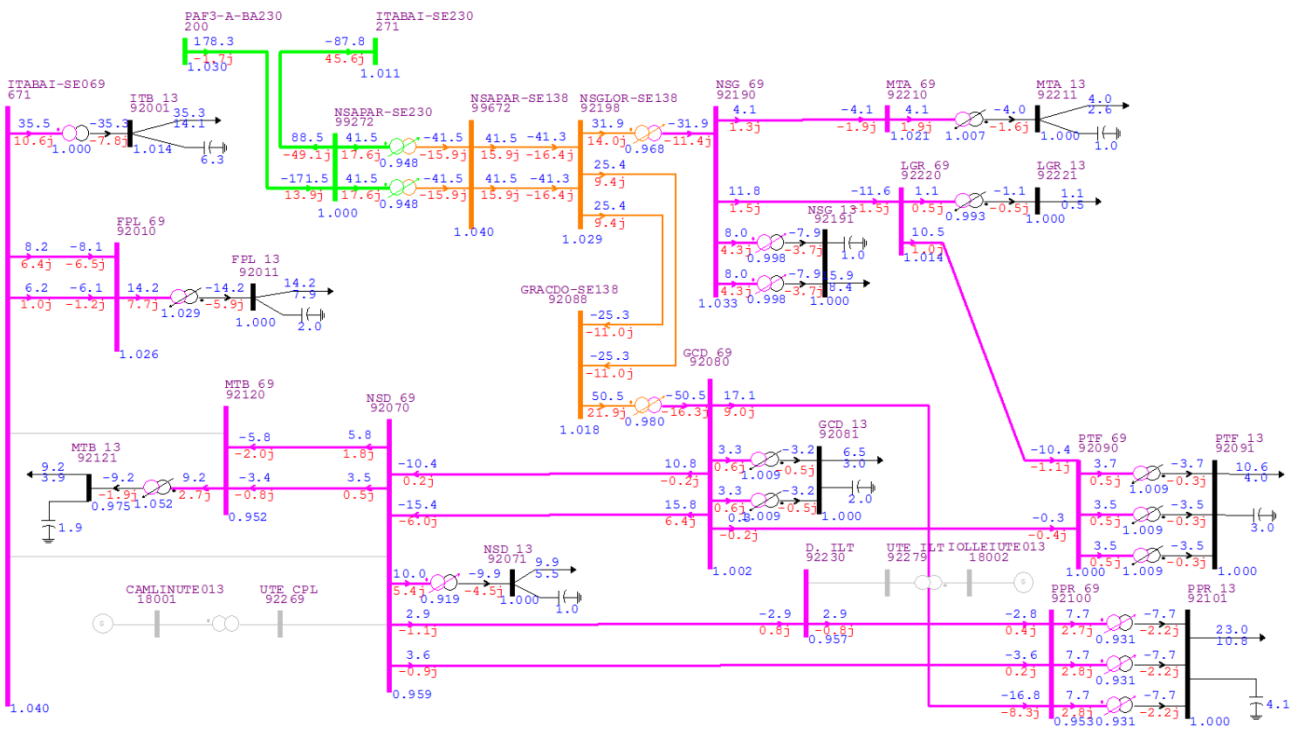 PAF3-A-BA230
200
178.3
-1.7j
1.030
ITABAI-SE230
271
-87.8
45.6j
1.011
ITABAI-SE069
671
35.5
10.6j
1.000
-35.3
-7.8j
ITB 13
92001
1.014
35.3
14.1
6.3
NSAPAR-SE230
99272
88.5
-49.1j
-171.5
13.9j
1.000
41.5
17.6j
0.948
41.5
17.6j
0.948
-41.5
-15.9j
-41.5
-15.9j
NSAPAR-SE138
99672
1.040
41.5
15.9j
41.5
15.9j
-41.3
-16.4j
-41.3
-16.4j
NSGLOR-SE138
92198
1.029
31.9
14.0j
0.968
-31.9
-11.4j
25.4
9.4j
25.4
9.4j
NSG 69
92190
1.033
4.1
1.3j
-4.1
-1.9j
MTA 69
92210
1.021
4.1
1.9j
1.007
-4.0
-1.6j
MTA 13
92211
1.000
4.0
2.6
1.0
11.8
1.5j
-11.6
-1.5j
LGR 69
92220
1.014
1.1
0.5j
0.993
-1.1
-0.5j
LGR 13
92221
1.000
1.1
0.5
10.5
1.0j
8.0
4.3j
0.998
-7.9
-3.7j
8.0
4.3j
0.998
-7.9
-3.7j
NSG 13
92191
1.000
1.0
15.9
8.4
8.2
6.4j
-8.1
-6.5j
6.2
1.0j
-6.1
-1.2j
FPL 69
92010
1.026
14.2
7.7j
1.029
-14.2
-5.9j
FPL 13
92011
1.000
14.2
7.9
2.0
GRACDO-SE138
92088
-25.3
-11.0j
-25.3
-11.0j
50.5
21.9j
1.018
0.980
-50.5
-16.3j
GCD 69
92080
1.002
17.1
9.0j
3.3
0.6j
1.009
-3.2
-0.5j
3.3
0.6j
1.009
-3.2
-0.5j
GCD 13
92081
1.000
6.5
3.0
2.0
10.8
-0.2j
15.8
6.4j
-0.2j
-0.3
-0.4j
MTB 69
92120
0.952
-5.8
-2.0j
-3.4
-0.8j
5.8
1.8j
3.5
0.5j
NSD 69
92070
0.959
-10.4
0.2j
-15.4
-6.0j
MTB 13
92121
9.2
3.9
0.975
-9.2
-1.9j
1.052
9.2
2.7j
1.9
10.0
5.4j
0.919
-9.9
-4.5j
NSD 13
92071
1.000
9.9
5.5
1.0
2.9
-1.1j
3.6
-0.9j
CAMLINUTE013
18001
UTE CPL
92269
G
D. ILT
92230
-2.9
0.8j
2.9
-0.8j
0.957
UTE ILT
92279
IOLLEIUTE013
18002
G
-10.4
-1.1j
PTF 69
92090
1.000
3.7
0.5j
1.009
-3.7
-0.3j
3.5
0.5j
1.009
-3.5
-0.3j
3.5
0.5j
1.009
-3.5
-0.3j
PTF 13
92091
1.000
10.6
4.0
3.0
PPR 69
92100
-2.8
0.4j
-3.6
0.2j
-16.8
-8.3j
0.953
7.7
2.7j
0.931
-7.7
-2.2j
7.7
2.8j
0.931
-7.7
-2.2j
7.7
2.8j
0.931
-7.7
-2.2j
PPR 13
92101
1.000
23.0
10.8
4.1
1.040